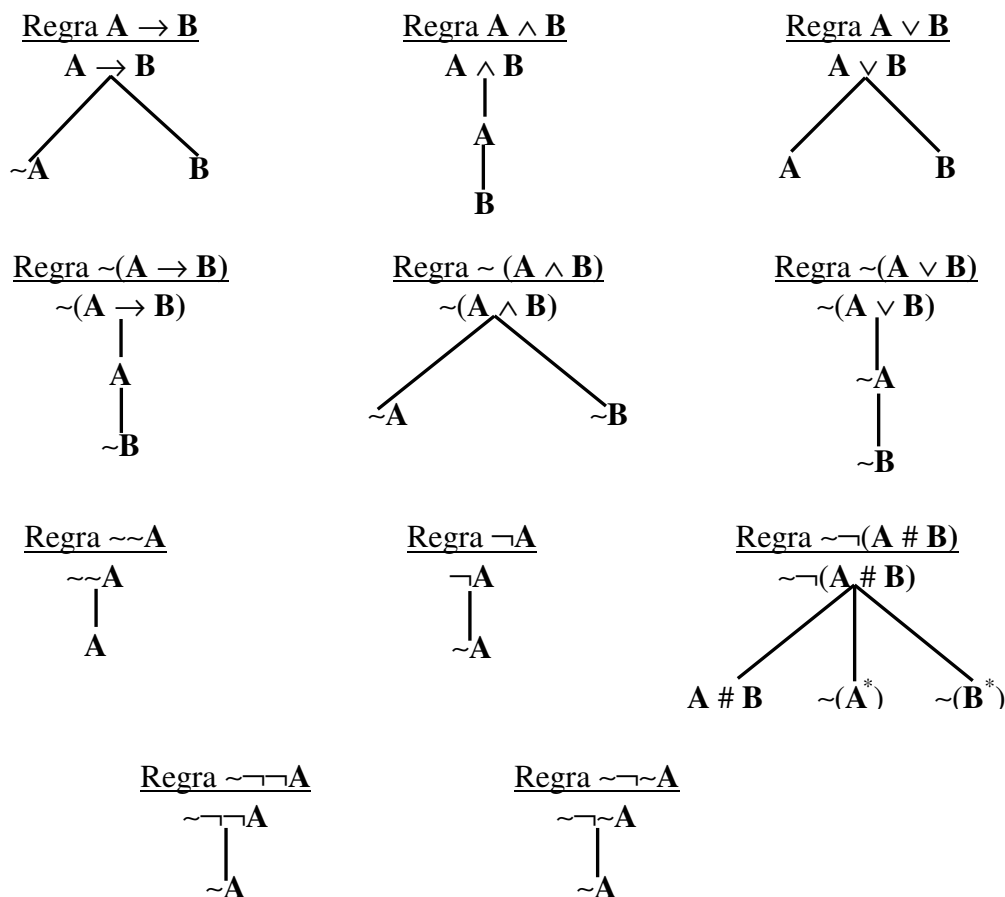 Regra A → B Regra A ∧ B Regra A ∨ B
A → B A ∧ B A ∨ B
A
~A B A B
B
Regra ~(A → B) Regra ~ (A ∧ B) Regra ~(A ∨ B)
~(A → B) ~(A ∧ B) ~(A ∨ B)
A ~A
~A ~B
~B ~B
Regra ~~A Regra ¬A Regra ~¬(A # B)
~~A ¬A ~¬(A # B)
A ~A
A # B ~(A*) ~(B*)
Regra ~¬¬A Regra ~¬~A
~¬¬A ~¬~A
~A ~A